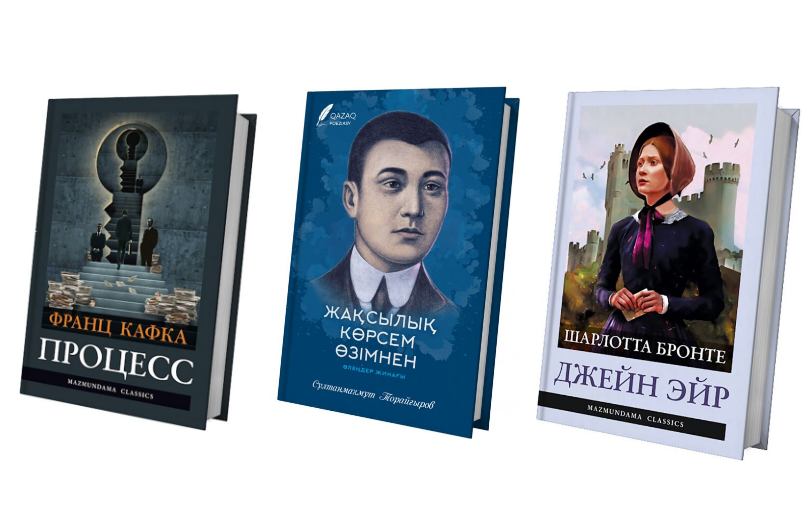 ФРАНЦ КАФКА
ПРОЦЕСС
MAZMUNDAMA CLASSICS
QAZAQ
POEZIASY
ЖАҚСЫЛЫҚ
КӨРСЕМ
ӨЗІМНЕН
ӨЛЕҢДЕР ЖИНАҒЫ
Сұлтанмахмұт Торайғыров
ШАРЛОТТА БРОНТЕ
ДЖЕЙН ЭЙР
MAZMUNDAMA CLASSICS